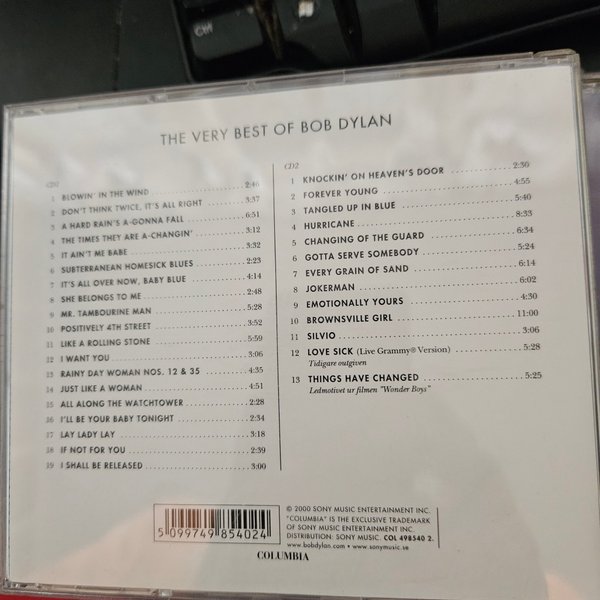 Ctrl
THE VERY BEST OF BOB DYLAN
CD1
1 BLOWIN' IN THE WIND 2:46
2 DON'T THINK TWICE, IT'S ALL RIGHT 3:37
3 A HARD RAIN'S A-GONNA FALL 6:51
4 THE TIMES THEY ARE A-CHANGIN' 3:12
5 IT AIN'T ME BABE 3:32
6 SUBTERRANEAN HOMESICK BLUES 2:23
7 IT'S ALL OVER NOW, BABY BLUE 4:14
8 SHE BELONGS TO ME 2:48
9 MR. TAMBOURINE MAN 5:28
10 POSITIVELY 4TH STREET 3:52
11 LIKE A ROLLING STONE 5:59
12 I WANT YOU 3:06
13 RAINY DAY WOMAN NOS. 12 & 35 4:35
14 JUST LIKE A WOMAN 4:51
15 ALL ALONG THE WATCHTOWER 2:28
16 I'LL BE YOUR BABY TONIGHT 2:34
17 LAY LADY LAY 3:18
18 IF NOT FOR YOU 2:39
19 I SHALL BE RELEASED 3:00
CD2
1 KNOCKIN' ON HEAVEN'S DOOR 2:30
2 FOREVER YOUNG 4:55
3 TANGLED UP IN BLUE 5:40
4 HURRICANE 8:33
5 CHANGING OF THE GUARD 6:34
6 GOTTA SERVE SOMEBODY 5:24
7 EVERY GRAIN OF SAND 6:14
8 JOKERMAN 6:02
9 EMOTIONALLY YOURS 4:30
10 BROWNSVILLE GIRL 11:00
11 SILVIO 3:06
12 LOVE SICK (Live Grammy® Version) 5:28
Tidigare outgiven
13 THINGS HAVE CHANGED 5:25
Ledmotivet ur filmen "Wonder Boys"
5 099749 854024
COLUMBIA
© 2000 SONY MUSIC ENTERTAINMENT INC.
"COLUMBIA" IS THE EXCLUSIVE TRADEMARK
OF SONY MUSIC ENTERTAINMENT INC.
DISTRIBUTION: SONY MUSIC. COL 498540 2.
www.bobdylan.com • www.sonymusic.se